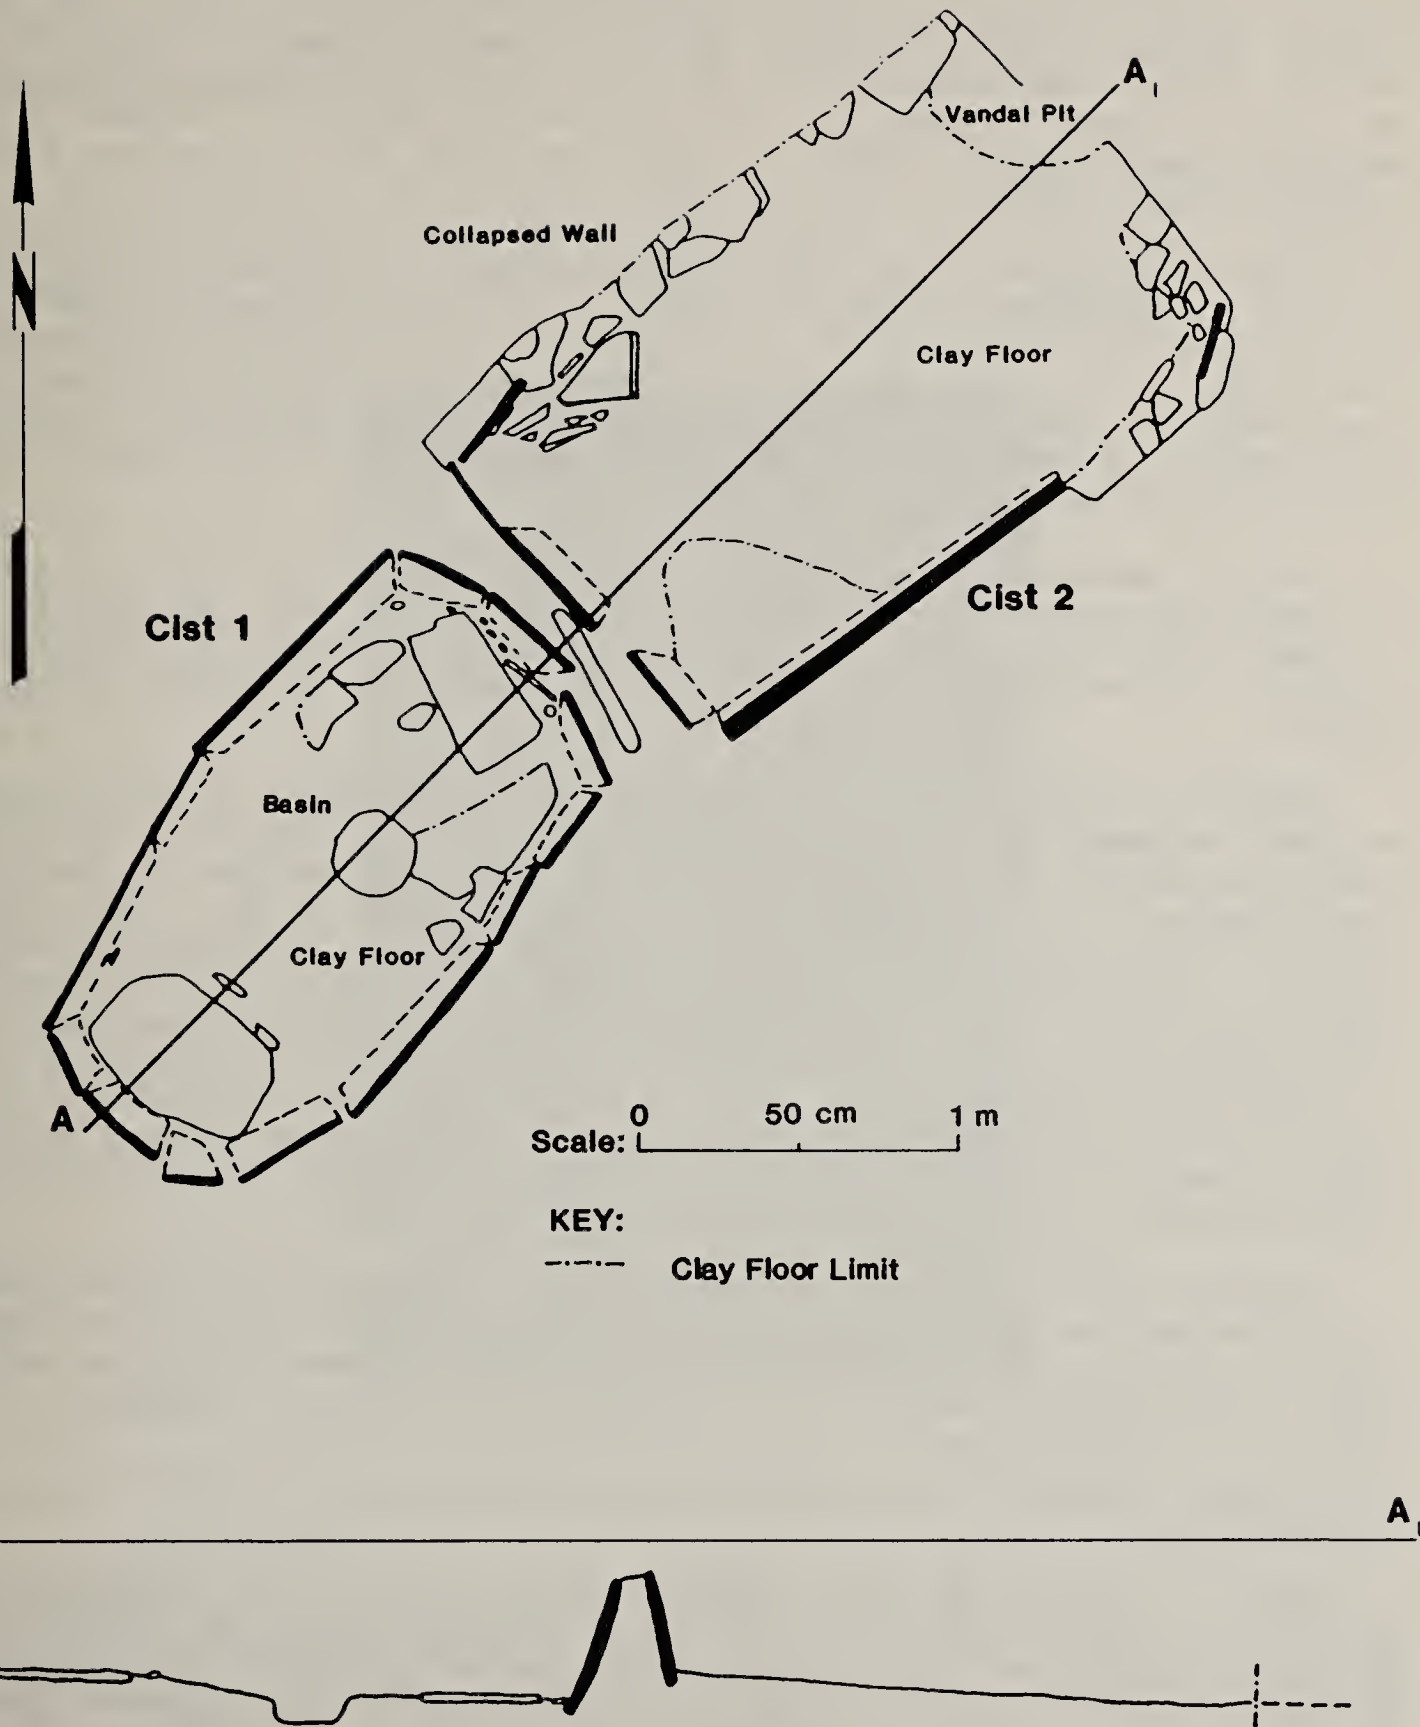 A1
Vandal Pit
N
Collapsed Wall
Clay Floor
Cist 2
Cist 1
Basin
Clay Floor
A
0 50 cm 1 m
Scale:
KEY:
Clay Floor Limit
A1